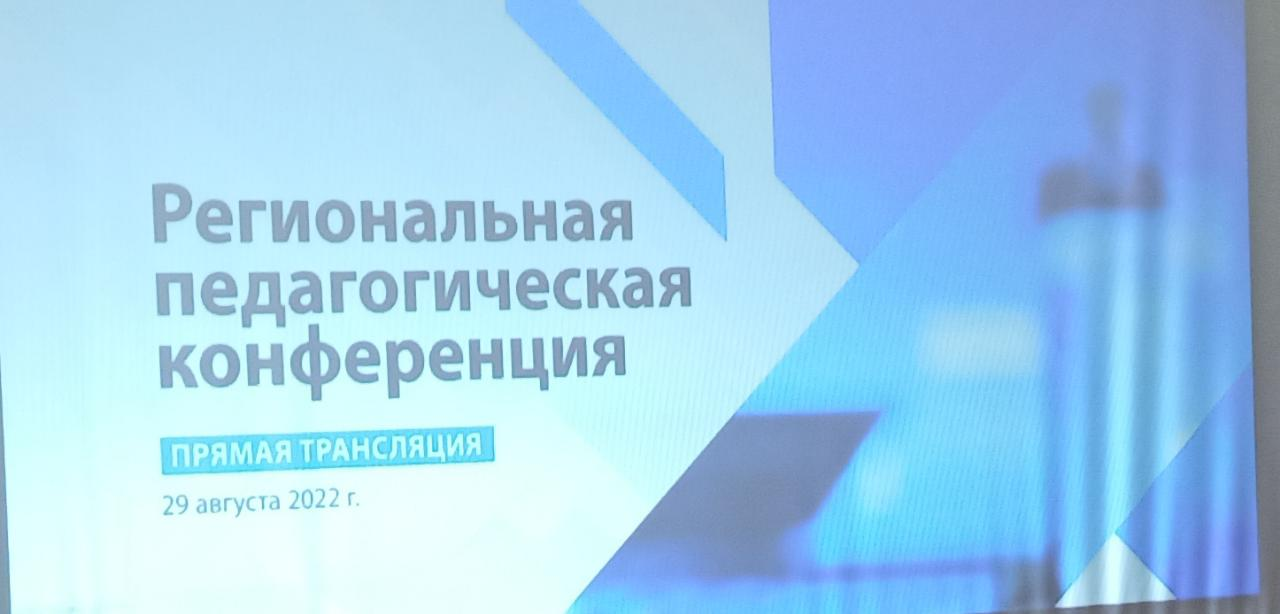 Региональная
педагогическая
конференция
ПРЯМАЯ ТРАНСЛЯЦИЯ
29 августа 2022 г.